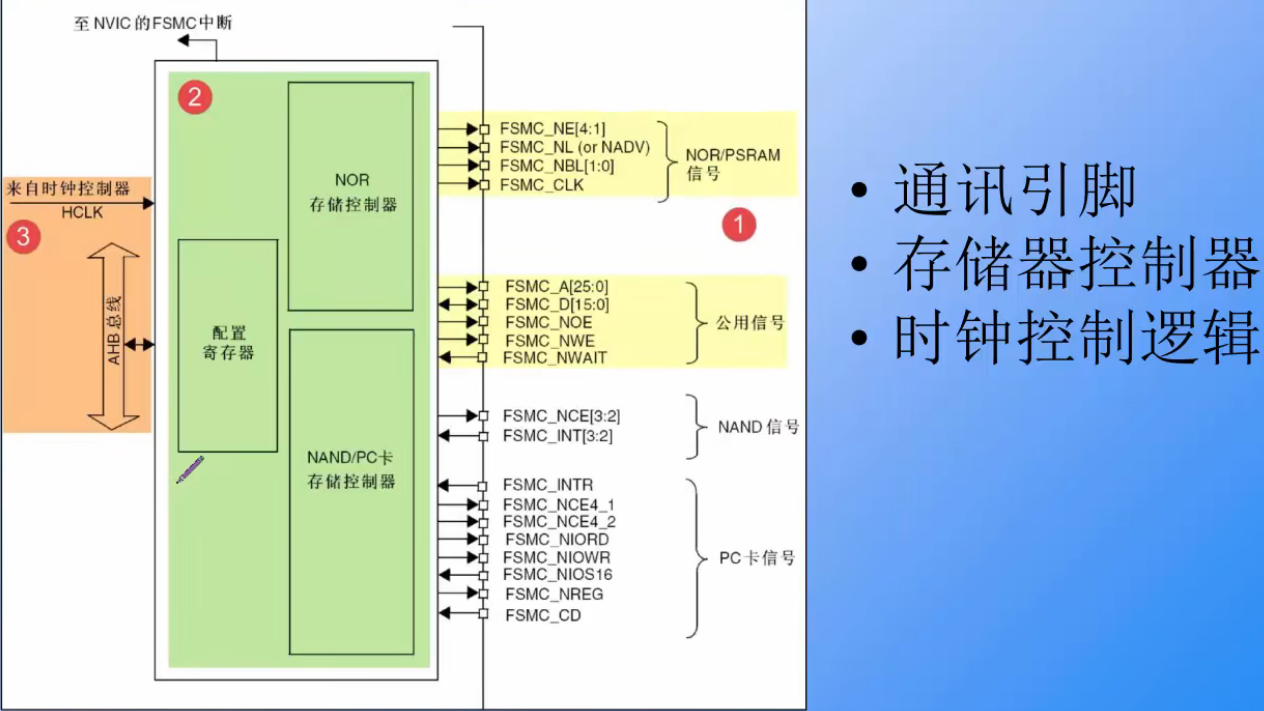 至 NVIC 的FSMC中断
2
NOR
存储控制器
配置
寄存器
NAND/PC卡
存储控制器
来自时钟控制器
HCLK
3
AHB 总线
FSMC_NE[4:1]
FSMC_NL (or NADV)
FSMC_NBL[1:0]
FSMC_CLK
NOR/PSRAM
信号
1
FSMC_A[25:0]
FSMC_D[15:0]
FSMC_NOE
FSMC_NWE
FSMC_NWAIT
公用信号
FSMC_NCE[3:2]
FSMC_INT[3:2]
NAND 信号
FSMC_INTR
FSMC_NCE4_1
FSMC_NCE4_2
FSMC_NIORD
FSMC_NIOWR
FSMC_NIOS16
FSMC_NREG
FSMC_CD
PC卡信号
• 通讯引脚
• 存储器控制器
• 时钟控制逻辑